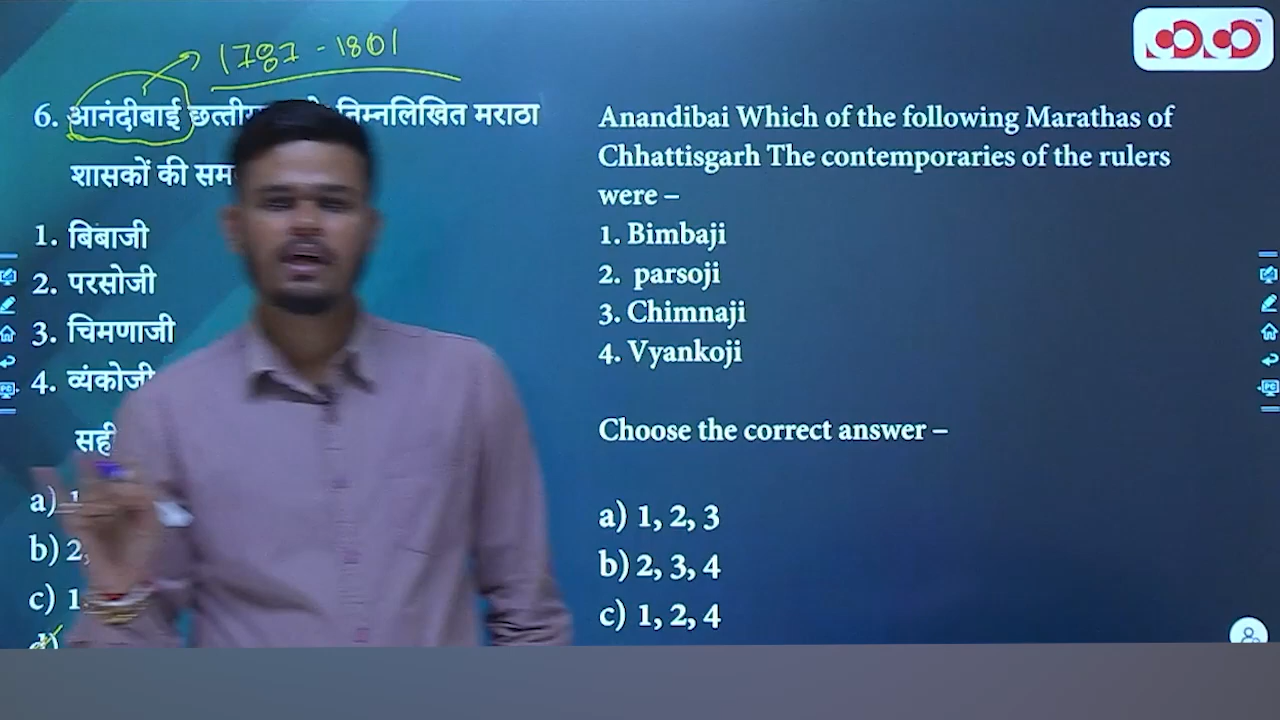 1787 - 1801
6. आनंदीबाई निम्नलिखित मराठा
शासकों की
1. बिंबाजी
2. परसोजी
3. चिमणाजी
4. व्यंकोजी
सही
a)
b) 2,
c) 1
d)
Anandibai Which of the following Marathas of
Chhattisgarh The contemporaries of the rulers
were –
1. Bimbaji
2. parsoji
3. Chimnaji
4. Vyankoji
Choose the correct answer –
a) 1, 2, 3
b) 2, 3, 4
c) 1, 2, 4